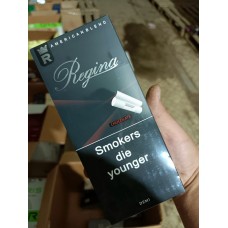 R AMERICAN BLEND
Regina
Smokers
die
younger